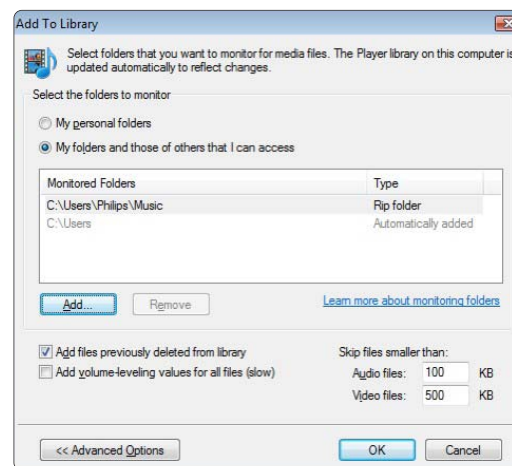 Add To Library
Select folders that you want to monitor for media files. The Player library on this computer is
updated automatically to reflect changes.
Select the folders to monitor
My personal folders
My folders and those of others that I can access
Monitored Folders Type
C:\Users\Philips\Music Rip folder
C:\Users Automatically added
Add... Remove Learn more about monitoring folders
Add files previously deleted from library Skip files smaller than:
Add volume-leveling values for all files (slow) Audio files: 100 KB
Video files: 500 KB
<< Advanced Options OK Cancel